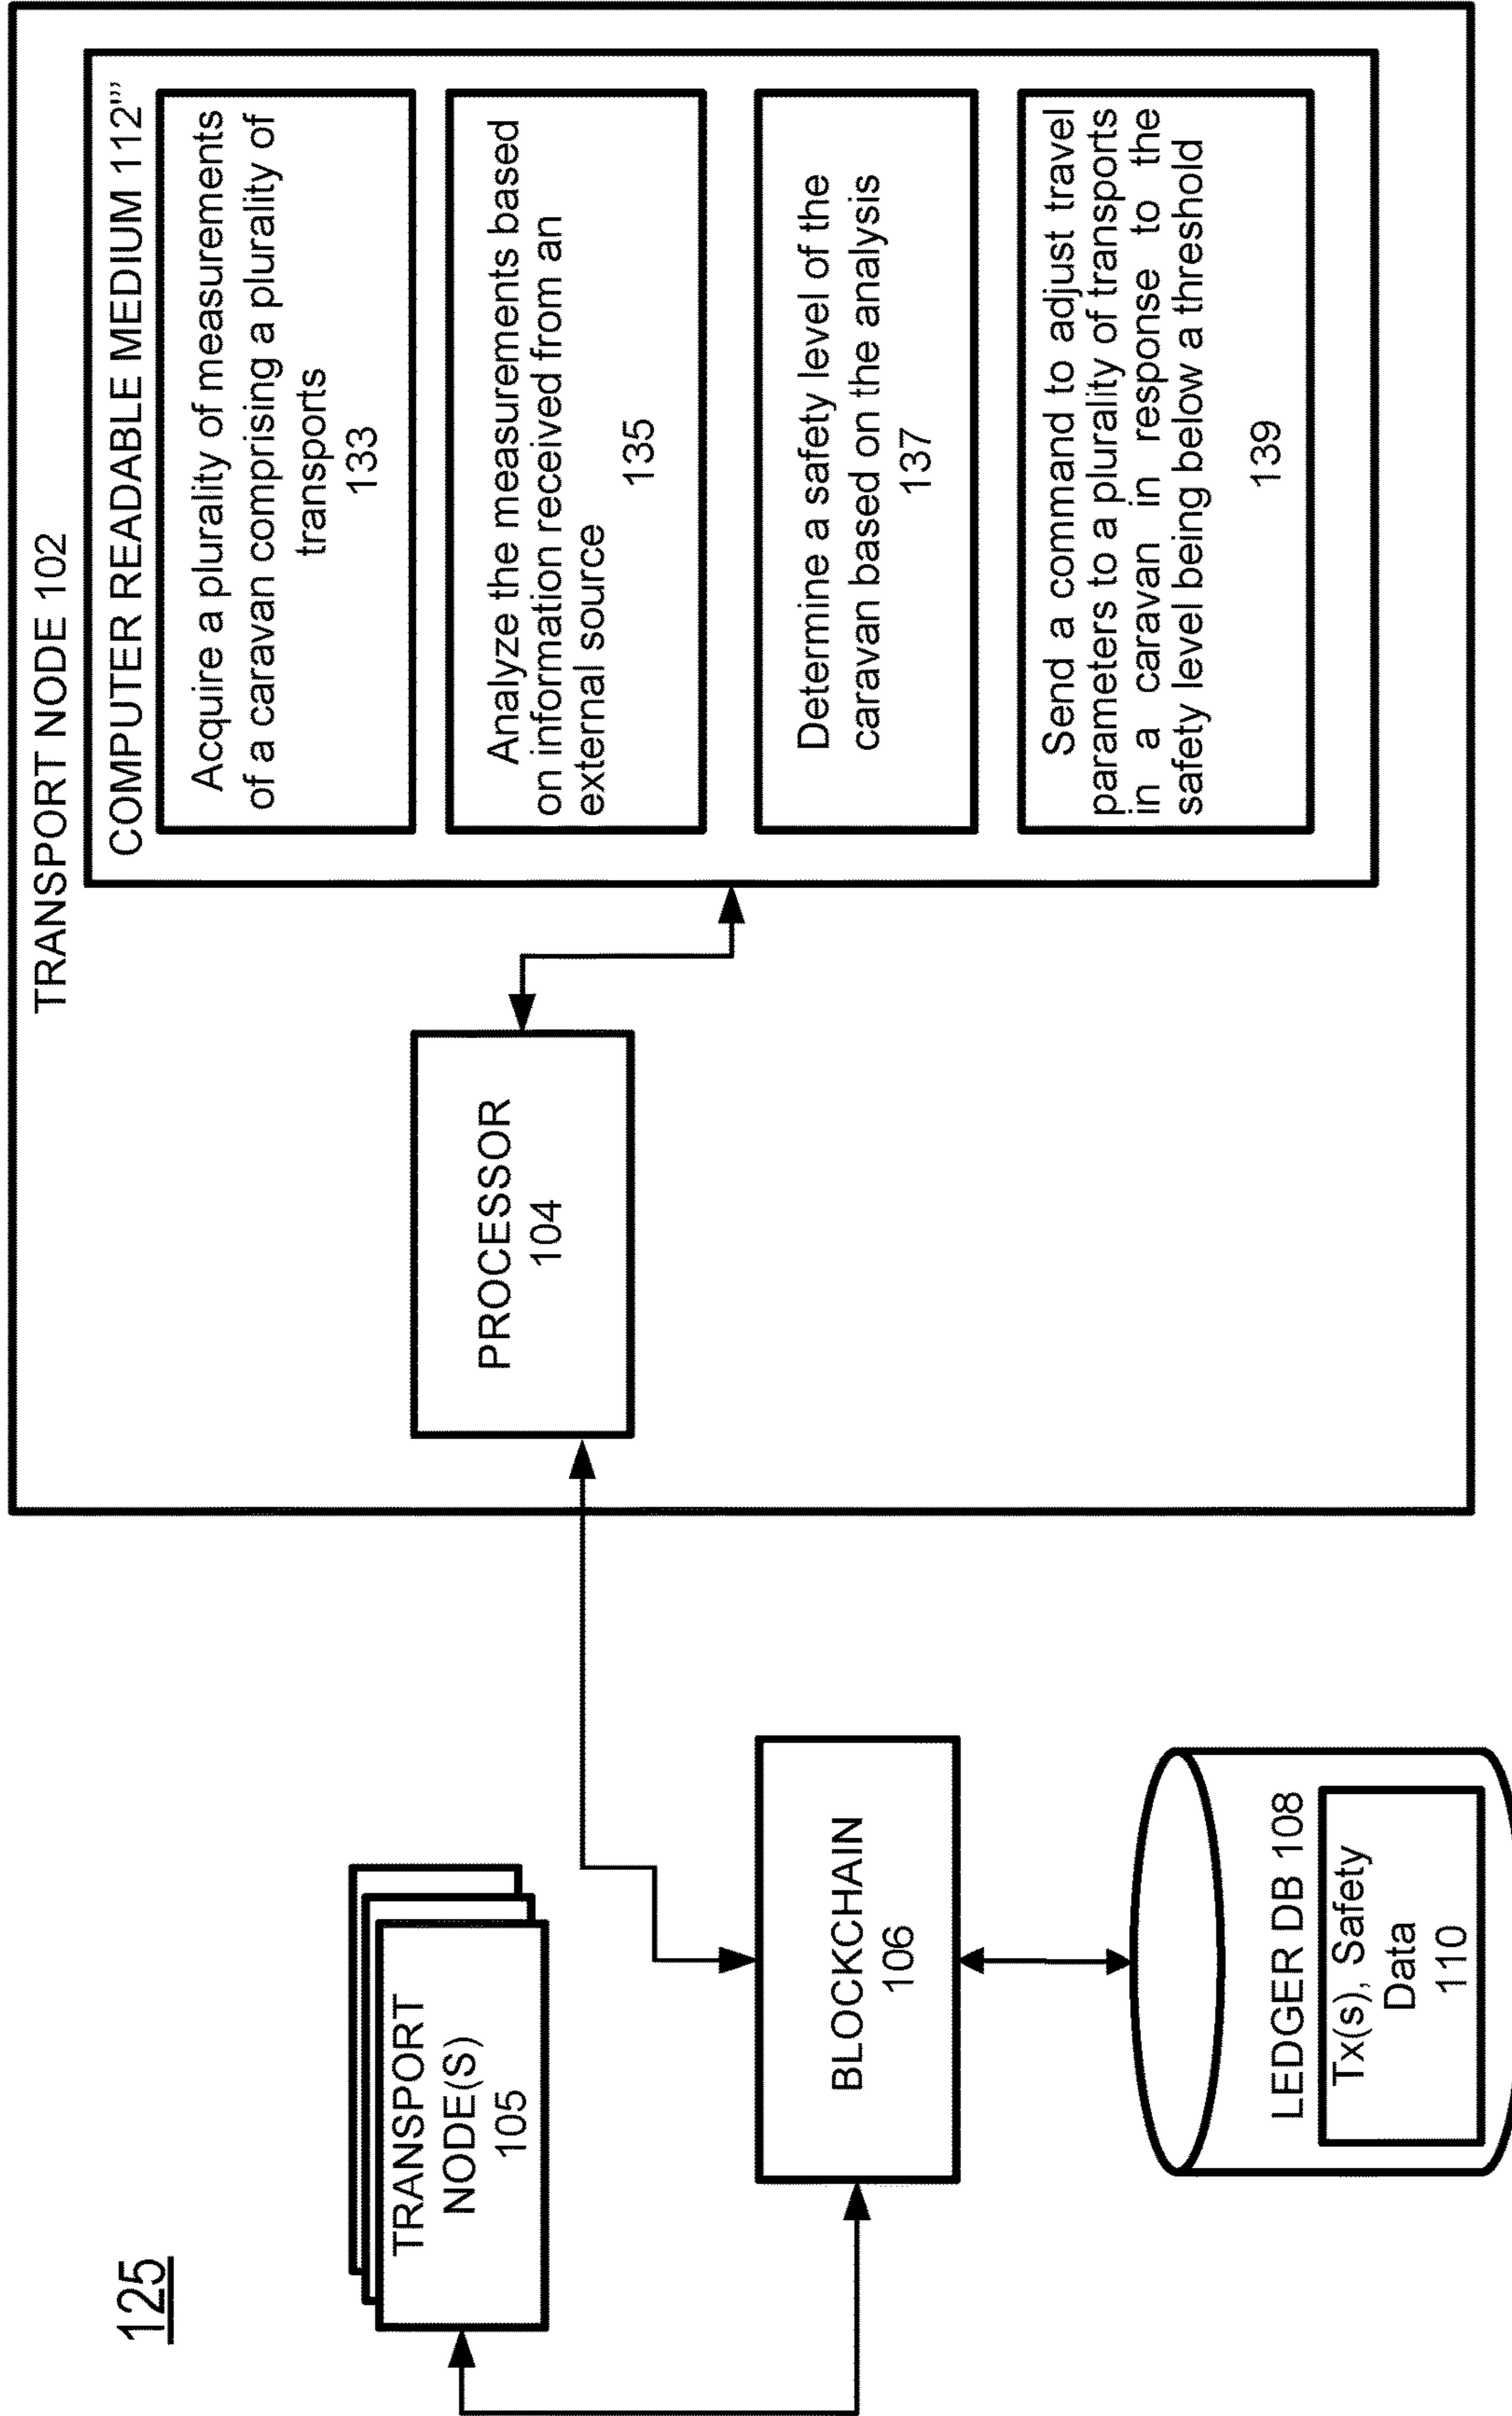 125
TRANSPORT
NODE(S)
105
BLOCKCHAIN
106
LEDGER DB 108
Tx(s), Safety
Data
110
TRANSPORT NODE 102
PROCESSOR
104
COMPUTER READABLE MEDIUM 112'''
Acquire a plurality of measurements
of a caravan comprising a plurality of
transports
133
Analyze the measurements based
on information received from an
external source
135
Determine a safety level of the
caravan based on the analysis
137
Send a command to adjust travel
parameters to a plurality of transports
in a caravan in response to the
safety level being below a threshold
139